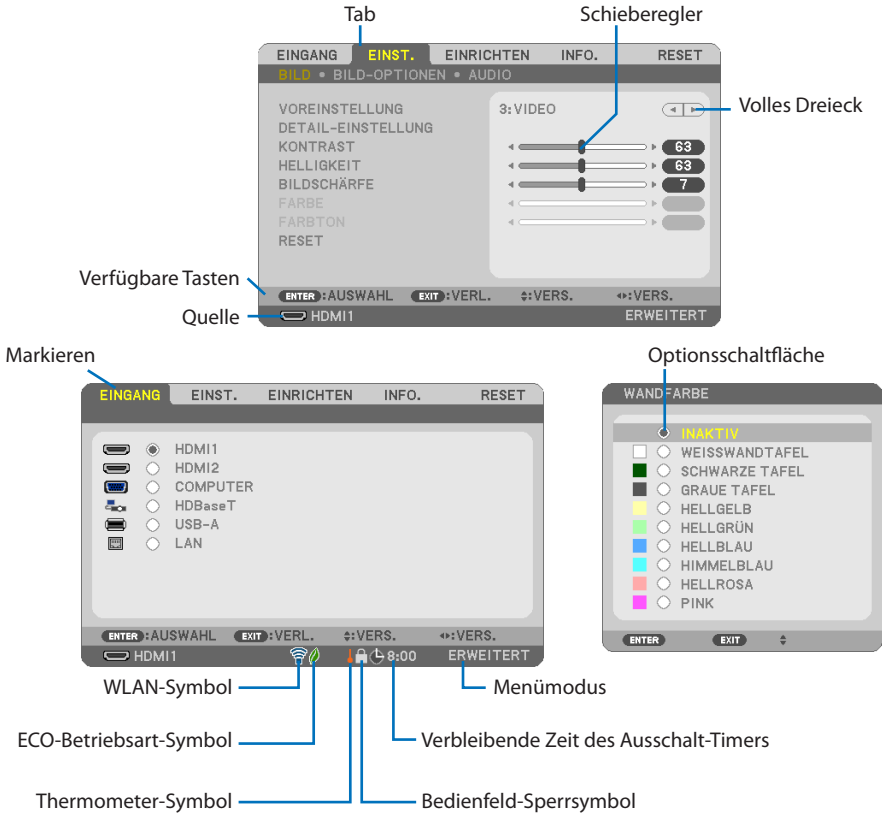 Tab Schieberegler
EINGANG EINST. EINRICHTEN INFO. RESET
BILD • BILD-OPTIONEN • AUDIO
VOREINSTELLUNG 3:VIDEO
Volles Dreieck
DETAIL-EINSTELLUNG
KONTRAST 63
HELLIGKEIT 63
BILDSCHÄRFE 7
FARBE
FARBTON
RESET
Verfügbare Tasten
ENTER :AUSWAHL EXIT :VERL. :VERS. :VERS.
Quelle
HDMI1 ERWEITERT
Markieren
EINGANG EINST. EINRICHTEN INFO. RESET
HDMI1
HDMI2
COMPUTER
HDBaseT
USB-A
LAN
ENTER :AUSWAHL EXIT :VERL. :VERS. :VERS.
HDMI1 8:00 ERWEITERT
Optionsschaltfläche
WANDFARBE
INAKTIV
WEISSWANDTAFEL
SCHWARZE TAFEL
GRAUE TAFEL
HELLGELB
HELLGRÜN
HELLBLAU
HIMMELBLAU
HELLROSA
PINK
ENTER EXIT
WLAN-Symbol Menümodus
ECO-Betriebsart-Symbol Verbleibende Zeit des Ausschalt-Timers
Thermometer-Symbol Bedienfeld-Sperrsymbol